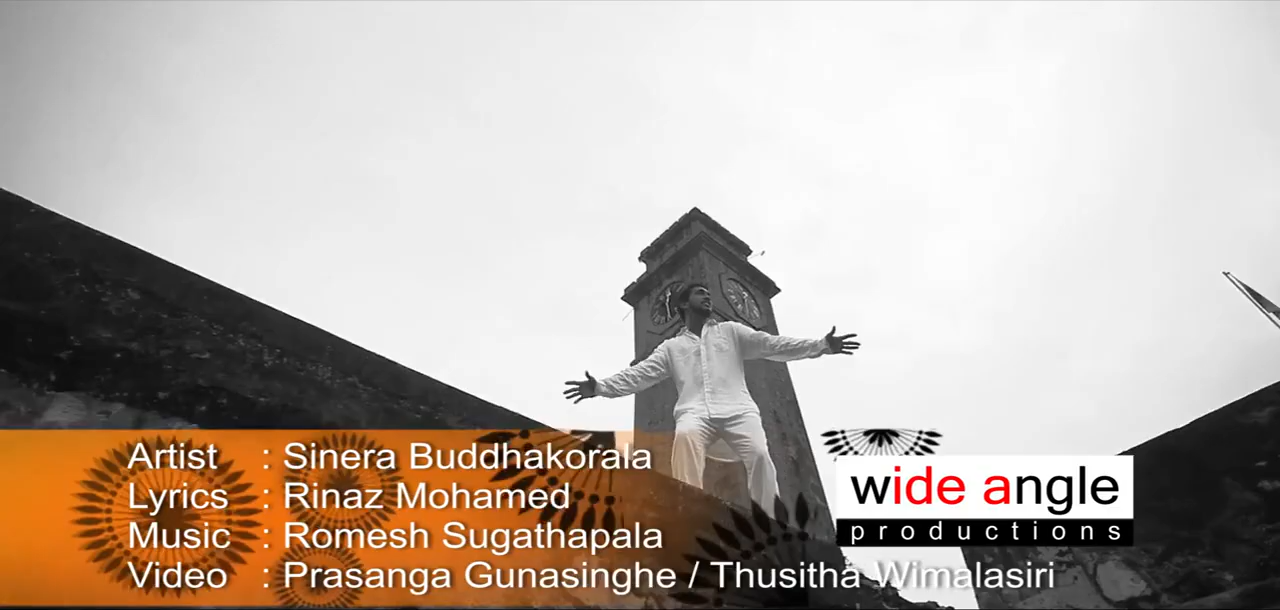 Artist : Sinera Buddhakorala
Lyrics : Rinaz Mohamed
Music : Romesh Sugathapala
Video : Prasanga Gunasinghe / Thusitha Wimalasiri
wide angle
productions